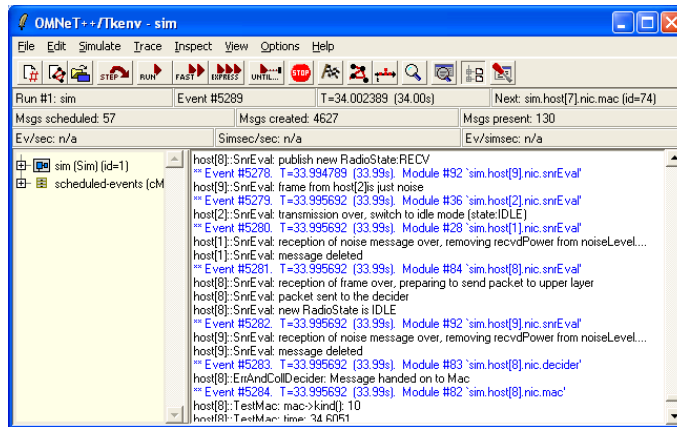 OMNeT++/Tkenv - sim
File Edit Simulate Trace Inspect View Options Help
STEP RUN FAST EXPRESS UNTIL... STOP
Run #1: sim Event #5289 T=34.002389 (34.00s) Next: sim.host[7].nic.mac (id=74)
Msgs scheduled: 57 Msgs created: 4627 Msgs present: 130
Ev/sec: n/a Simsec/sec: n/a Ev/simsec: n/a
sim (Sim) (id=1)
scheduled-events (cM
host[8]::SnrEval: publish new RadioState:RECV
** Event #5278. T=33.994789 (33.99s). Module #92 `sim.host[9].nic.snrEval'
host[9]::SnrEval: frame from host[2]is just noise
** Event #5279. T=33.995692 (33.99s). Module #36 `sim.host[2].nic.snrEval'
host[2]::SnrEval: transmission over, switch to idle mode (state:IDLE)
** Event #5280. T=33.995692 (33.99s). Module #28 `sim.host[1].nic.snrEval'
host[1]::SnrEval: reception of noise message over, removing recvdPower from noiseLevel....
host[1]::SnrEval: message deleted
** Event #5281. T=33.995692 (33.99s). Module #84 `sim.host[8].nic.snrEval'
host[8]::SnrEval: reception of frame over, preparing to send packet to upper layer
host[8]::SnrEval: packet sent to the decider
host[8]::SnrEval: new RadioState is IDLE
** Event #5282. T=33.995692 (33.99s). Module #92 `sim.host[9].nic.snrEval'
host[9]::SnrEval: reception of noise message over, removing recvdPower from noiseLevel....
host[9]::SnrEval: message deleted
** Event #5283. T=33.995692 (33.99s). Module #83 `sim.host[8].nic.decider'
host[8]::ErrAndCollDecider: Message handed on to Mac
** Event #5284. T=33.995692 (33.99s). Module #82 `sim.host[8].nic.mac'
host[8]::TestMac: mac->kind(): 10
host[8]::TestMac: time: 34.6051